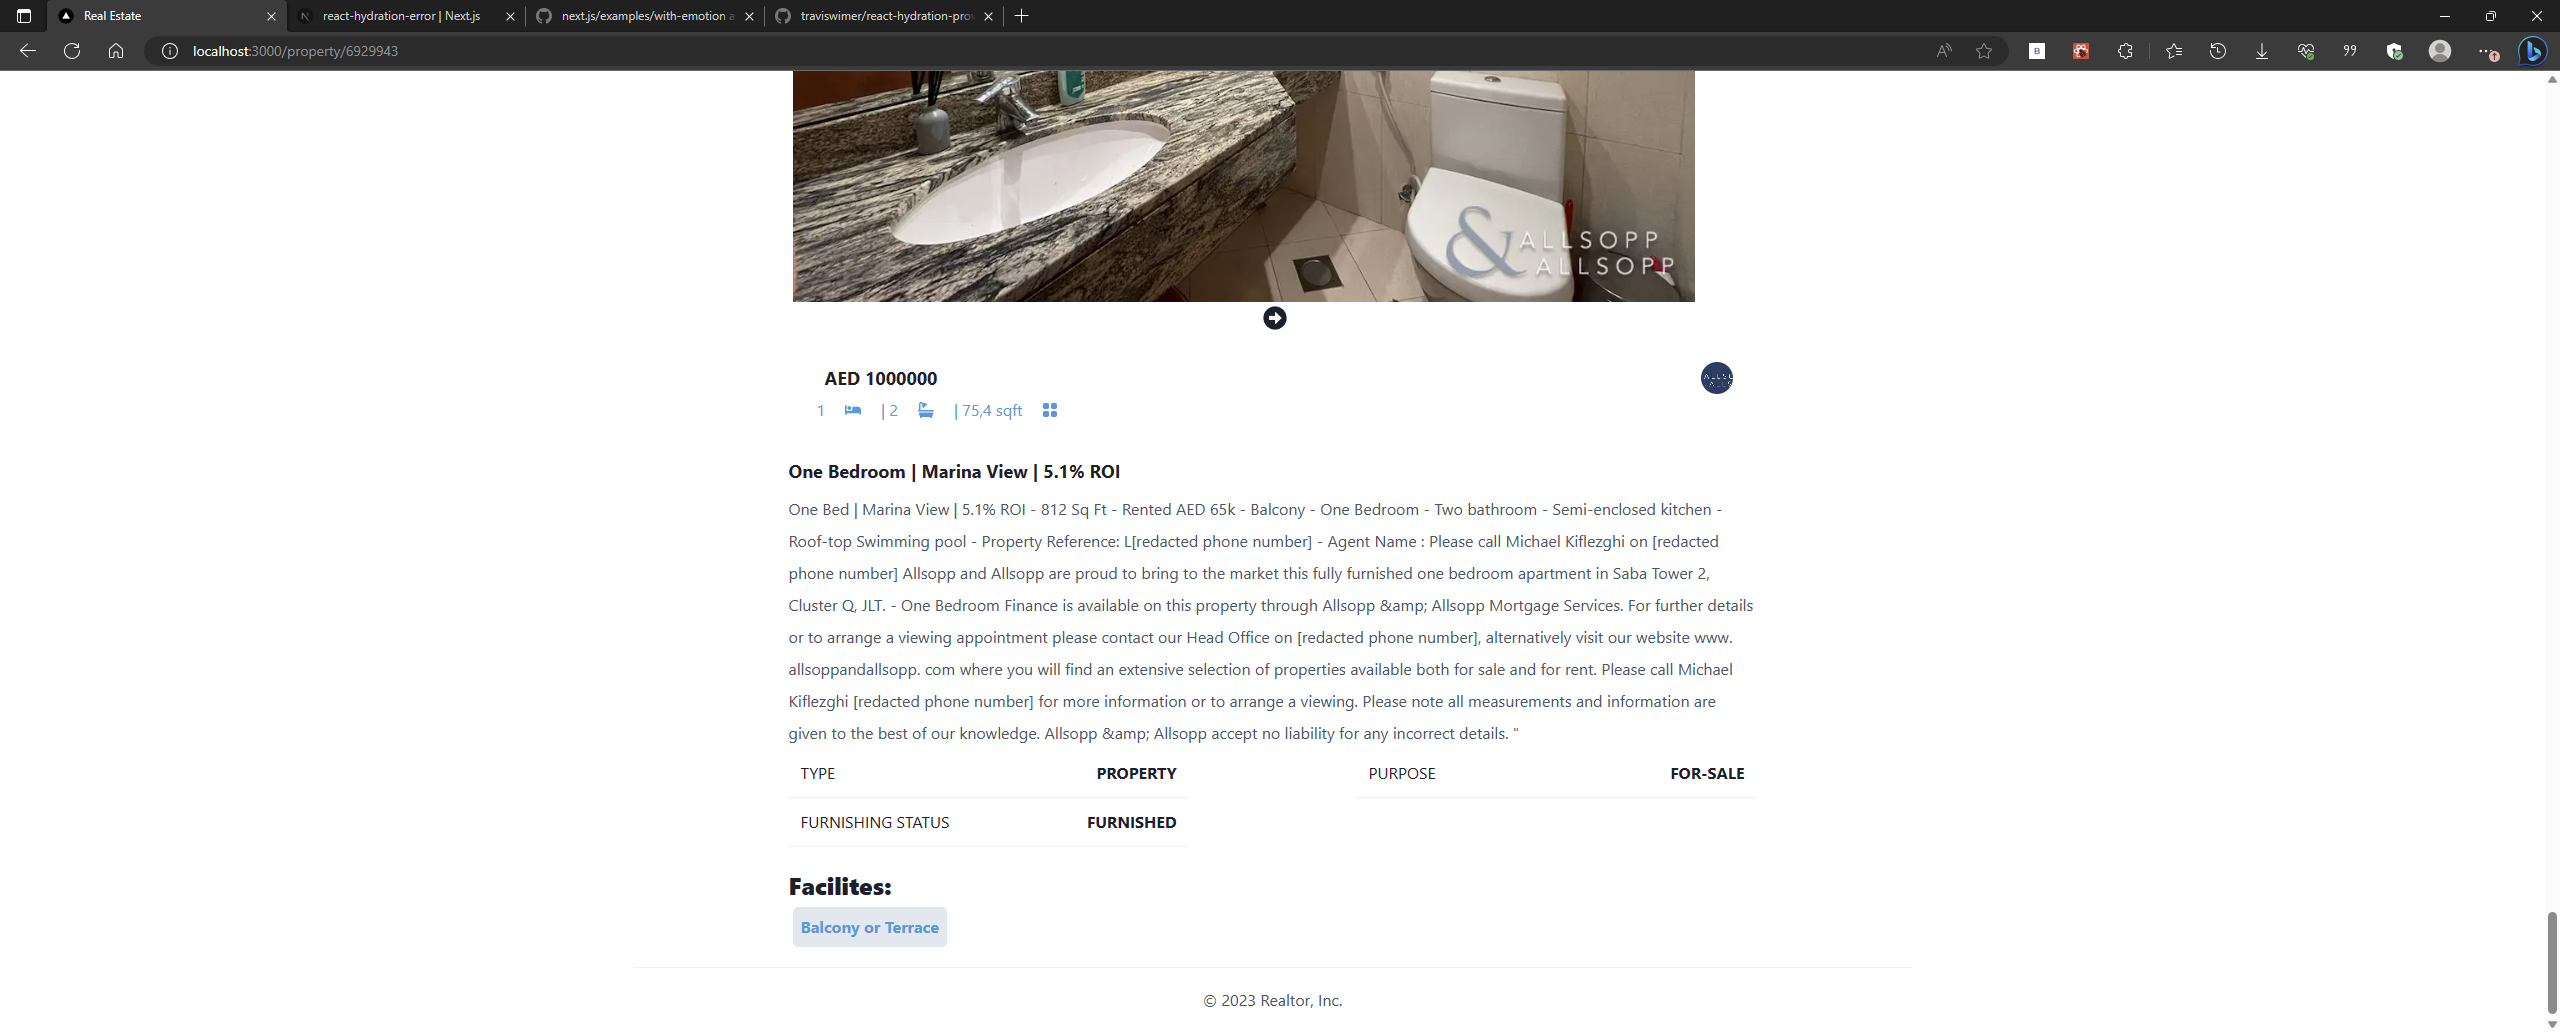 Real Estate
react-hydration-error | Next.js
next.js/examples/with-emotion a
traviswimer/react-hydration-prov
localhost:3000/property/6929943
&ALLSOPP
ALLSOPP
AED 1000000
1 | 2 | 75,4 sqft
One Bedroom | Marina View | 5.1% ROI
One Bed | Marina View | 5.1% ROI - 812 Sq Ft - Rented AED 65k - Balcony - One Bedroom - Two bathroom - Semi-enclosed kitchen -
Roof-top Swimming pool - Property Reference: L[redacted phone number] - Agent Name : Please call Michael Kiflezghi on [redacted
phone number] Allsopp and Allsopp are proud to bring to the market this fully furnished one bedroom apartment in Saba Tower 2,
Cluster Q, JLT. - One Bedroom Finance is available on this property through Allsopp &amp; Allsopp Mortgage Services. For further details
or to arrange a viewing appointment please contact our Head Office on [redacted phone number], alternatively visit our website www.
allsoppandallsopp. com where you will find an extensive selection of properties available both for sale and for rent. Please call Michael
Kiflezghi [redacted phone number] for more information or to arrange a viewing. Please note all measurements and information are
given to the best of our knowledge. Allsopp &amp; Allsopp accept no liability for any incorrect details. "
TYPE PROPERTY PURPOSE FOR-SALE
FURNISHING STATUS FURNISHED
Facilites:
Balcony or Terrace
© 2023 Realtor, Inc.